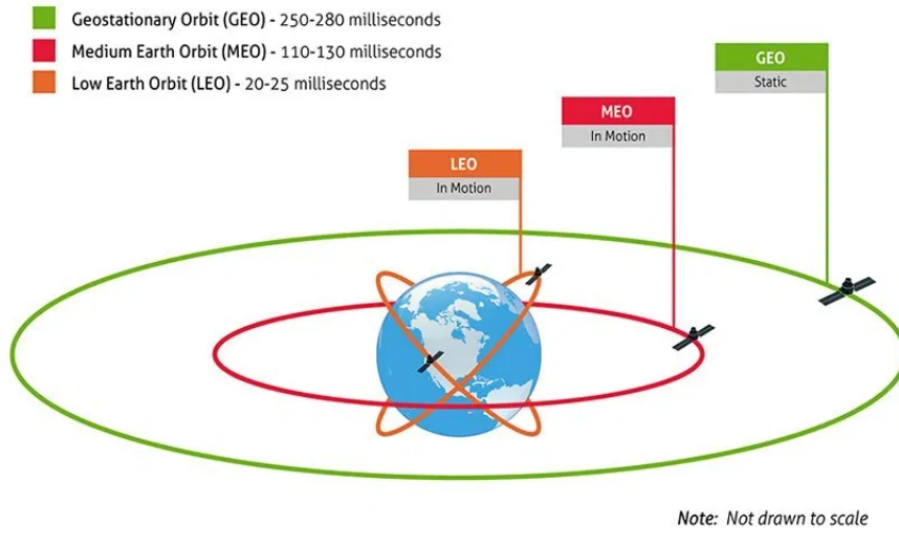 Geostationary Orbit (GEO) - 250-280 milliseconds
Medium Earth Orbit (MEO) - 110-130 milliseconds
Low Earth Orbit (LEO) - 20-25 milliseconds
GEO
Static
MEO
In Motion
LEO
In Motion
Note: Not drawn to scale